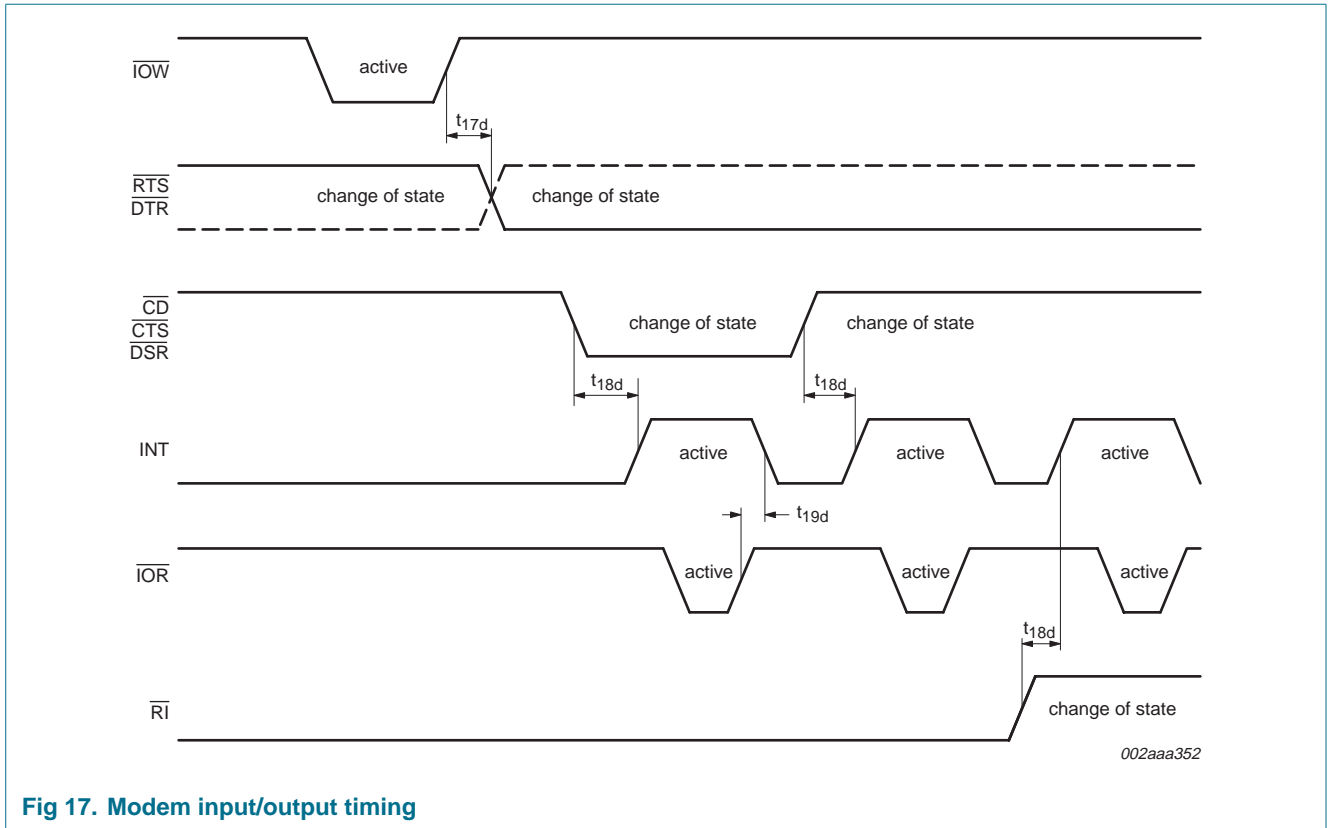 IOW
active
t17d
RTS
DTR
change of state
change of state
CD
CTS
DSR
change of state
change of state
t18d
t18d
INT
active
active
active
t19d
IOR
active
active
active
t18d
RI
change of state
002aaa352
Fig 17. Modem input/output timing